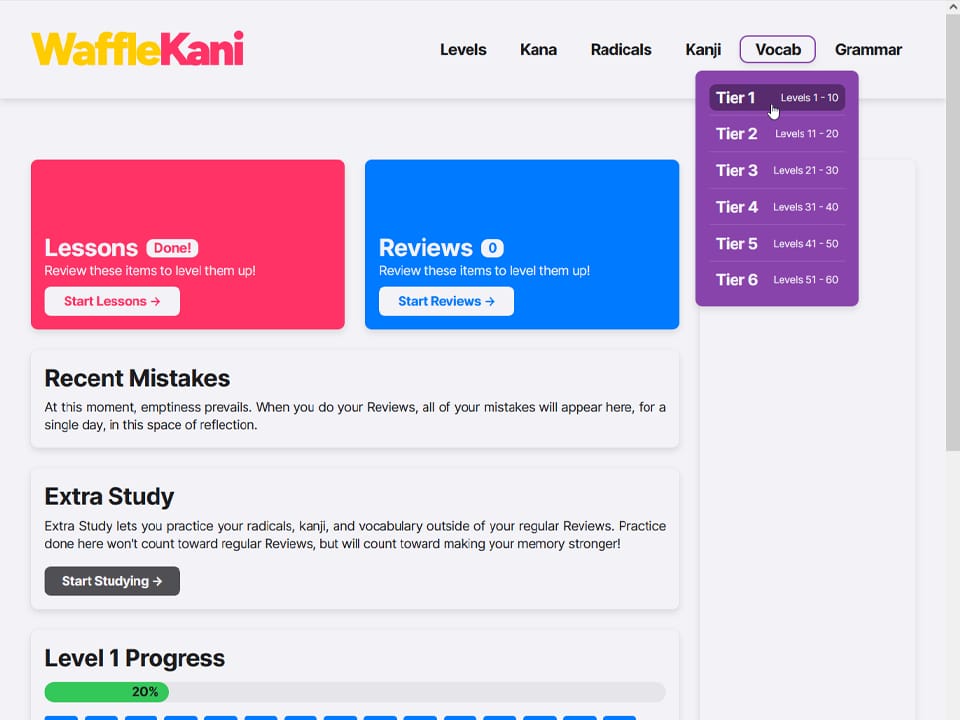 WaffleKani
Levels Kana Radicals Kanji Vocab Grammar
Tier 1 Levels 1 - 10
Tier 2 Levels 11 - 20
Tier 3 Levels 21 - 30
Tier 4 Levels 31 - 40
Tier 5 Levels 41 - 50
Tier 6 Levels 51 - 60
Lessons Done!
Review these items to level them up!
Start Lessons →
Reviews 0
Review these items to level them up!
Start Reviews →
Recent Mistakes
At this moment, emptiness prevails. When you do your Reviews, all of your mistakes will appear here, for a
single day, in this space of reflection.
Extra Study
Extra Study lets you practice your radicals, kanji, and vocabulary outside of your regular Reviews. Practice
done here won't count toward regular Reviews, but will count toward making your memory stronger!
Start Studying →
Level 1 Progress
20%